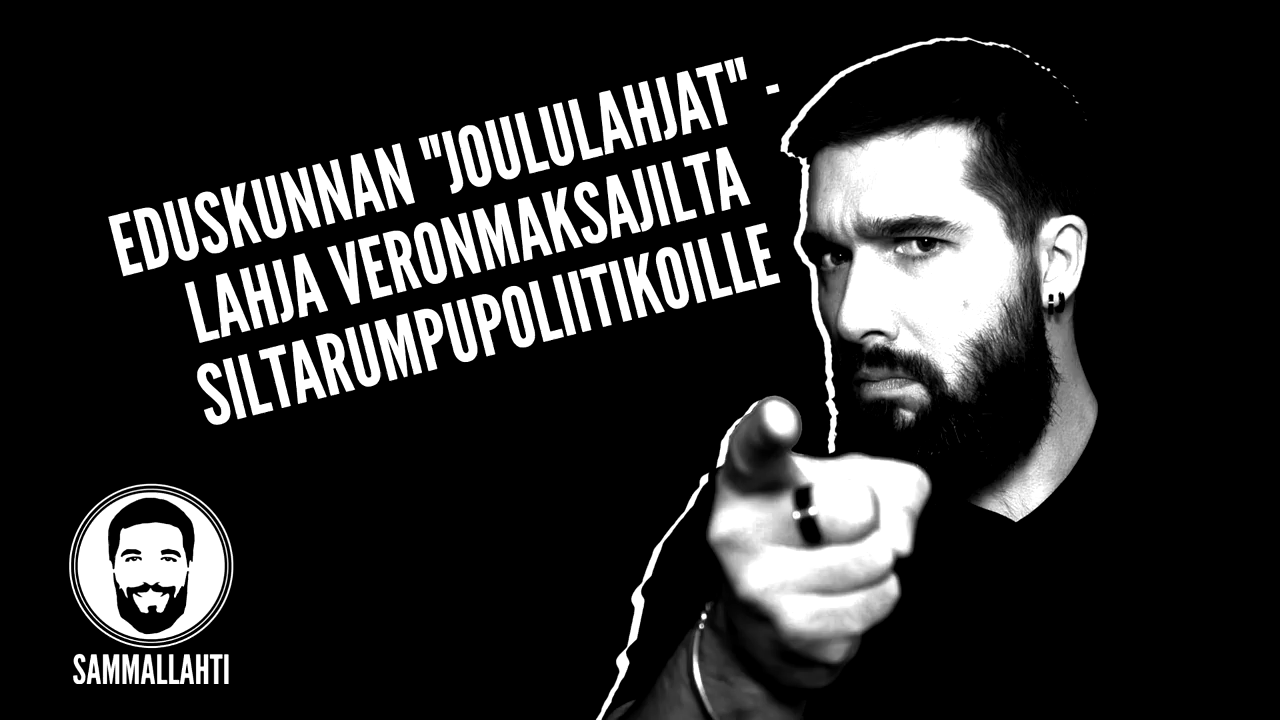 EDUSKUNNAN "JOULULAHJAT" -
LAHJA VERONMAKSAJILTA
SILTARUMPUPOLIITIKOILLE
SAMMALLAHTI